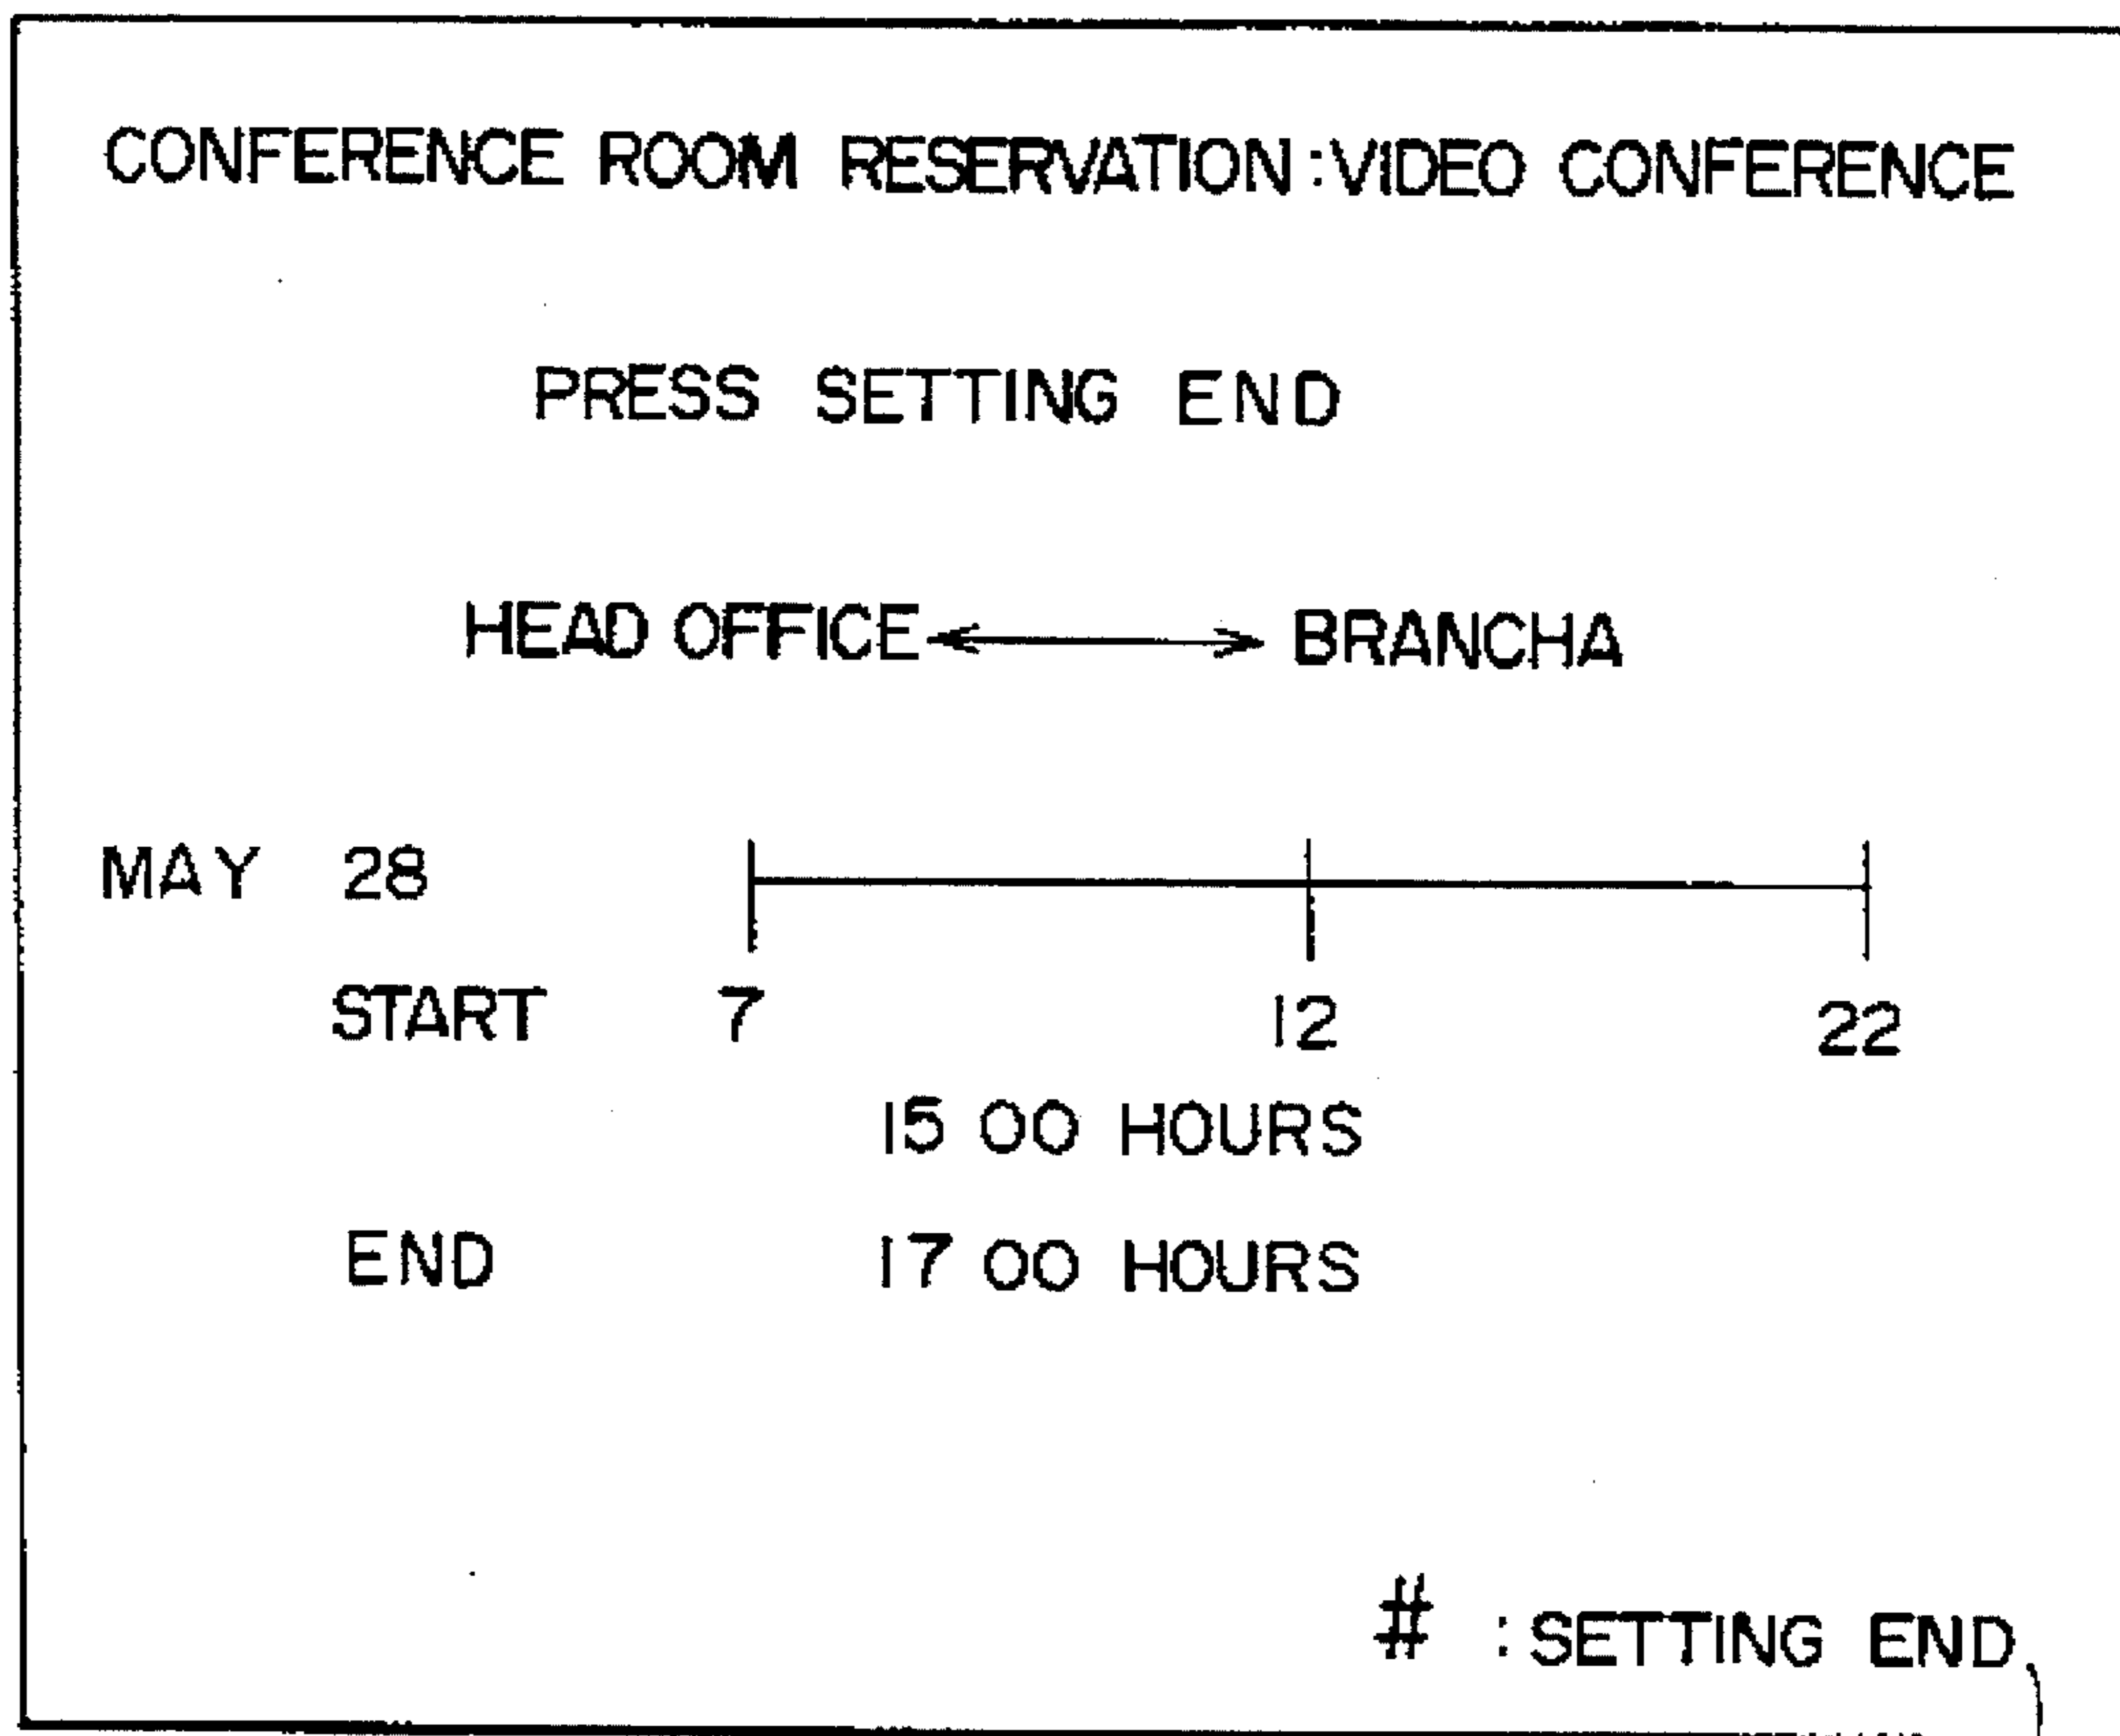 CONFERENCE ROOM RESERVATION:VIDEO CONFERENCE
PRESS SETTING END
HEAD OFFICE BRANCHA
MAY 28
START 7 12 22
15 00 HOURS
END 17 00 HOURS
# :SETTING END